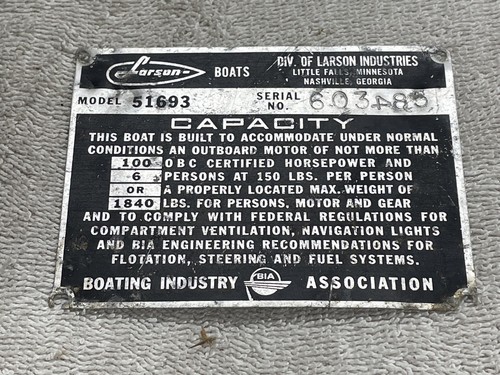 Larson BOATS DIV. OF LARSON INDUSTRIES
LITTLE FALLS, MINNESOTA
NASHVILLE, GEORGIA
MODEL 51693 SERIAL NO. 603485
CAPACITY
THIS BOAT IS BUILT TO ACCOMMODATE UNDER NORMAL
CONDITIONS AN OUTBOARD MOTOR OF NOT MORE THAN
100 OBC CERTIFIED HORSEPOWER AND
6 PERSONS AT 150 LBS. PER PERSON
OR A PROPERLY LOCATED MAX. WEIGHT OF
1840 LBS. FOR PERSONS, MOTOR AND GEAR
AND TO COMPLY WITH FEDERAL REGULATIONS FOR
COMPARTMENT VENTILATION, NAVIGATION LIGHTS
AND BIA ENGINEERING RECOMMENDATIONS FOR
FLOTATION, STEERING AND FUEL SYSTEMS.
BOATING INDUSTRY BIA ASSOCIATION